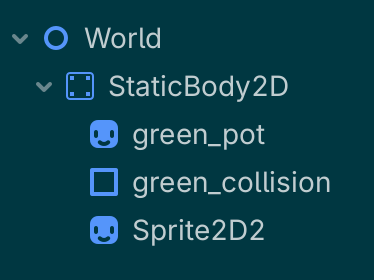 World
StaticBody2D
green_pot
green_collision
Sprite2D2